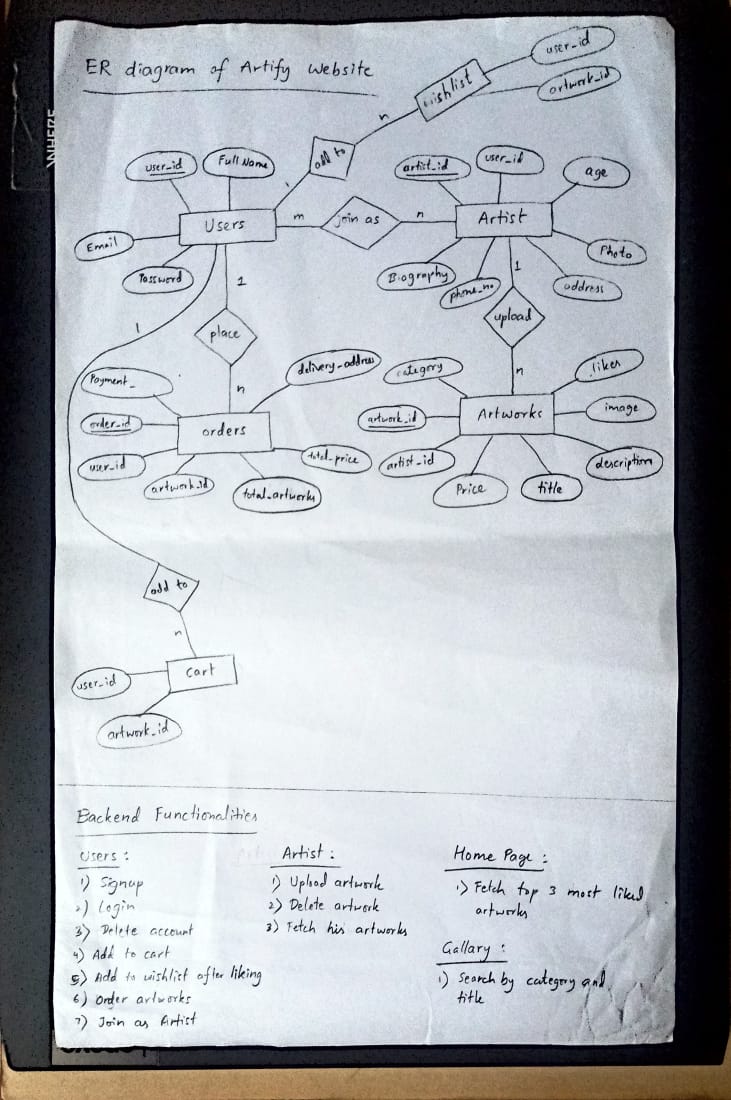 ER diagram of Artify Website
user_id
wishlist
artwork_id
n
add to
user_id
Full Name
artist_id
user_id
age
Users
m
join as
n
Artist
Email
Password
Biography
phone_no
Photo
address
1
1
1
place
upload
n
n
Payment_
delivery_address
category
likes
order_id
orders
artwork_id
Artworks
image
user_id
artwork_id
total_artworks
total_price
artist_id
Price
title
description
add to
n
Cart
user_id
artwork_id
Backend Functionalities
Users :
1) Signup
2) Login
3) Delete account
4) Add to cart
5) Add to wishlist after liking
6) Order artworks
7) Join as Artist
Artist :
1) Uplod artwork
2) Delete artwork
3) Fetch his artworks
Home Page :
1) Fetch top 3 most liked
artworks
Gallary :
1) Search by category and
title